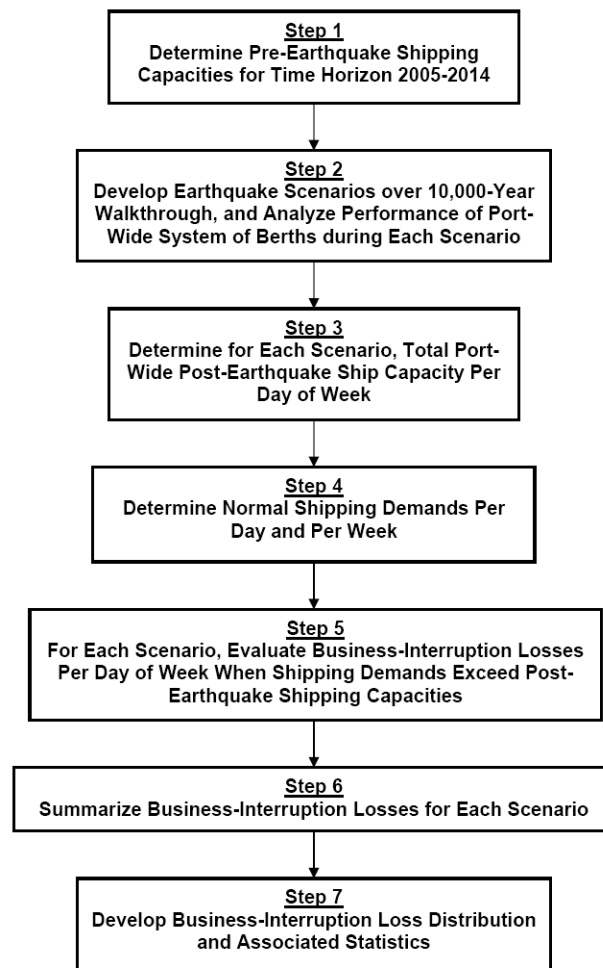 Step 1
Determine Pre-Earthquake Shipping
Capacities for Time Horizon 2005-2014
Step 2
Develop Earthquake Scenarios over 10,000-Year
Walkthrough, and Analyze Performance of Port-
Wide System of Berths during Each Scenario
Step 3
Determine for Each Scenario, Total Port-
Wide Post-Earthquake Ship Capacity Per
Day of Week
Step 4
Determine Normal Shipping Demands Per
Day and Per Week
Step 5
For Each Scenario, Evaluate Business-Interruption Losses
Per Day of Week When Shipping Demands Exceed Post-
Earthquake Shipping Capacities
Step 6
Summarize Business-Interruption Losses for Each Scenario
Step 7
Develop Business-Interruption Loss Distribution
and Associated Statistics